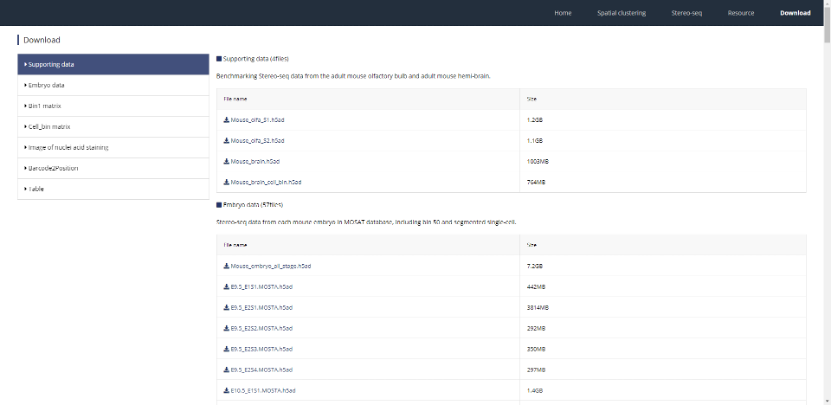 Home Spatial clustering Stereo-seq Resource Download
Download
Supporting data
Embryo data
Bin1 matrix
Cell_bin matrix
Image of nuclei acid staining
Barcode2Position
Table
Supporting data (4files)
Benchmarking Stereo-seq data from the adult mouse olfactory bulb and adult mouse hemi-brain.
File name Size
Mouse_olfa_S1.h5ad 1.2GB
Mouse_olfa_S2.h5ad 1.1GB
Mouse_brain.h5ad 1003MB
Mouse_brain_cell_bin.h5ad 764MB
Embryo data (57files)
Stereo-seq data from each mouse embryo in MOSAT database, including bin 50 and segmented single-cell.
File name Size
Mouse_embryo_all_stage.h5ad 7.2GB
E9.5_E1S1.MOSTA.h5ad 442MB
E9.5_E2S1.MOSTA.h5ad 3814MB
E9.5_E2S2.MOSTA.h5ad 292MB
E9.5_E2S3.MOSTA.h5ad 350MB
E9.5_E2S4.MOSTA.h5ad 297MB
E10.5_E1S1.MOSTA.h5ad 1.4GB